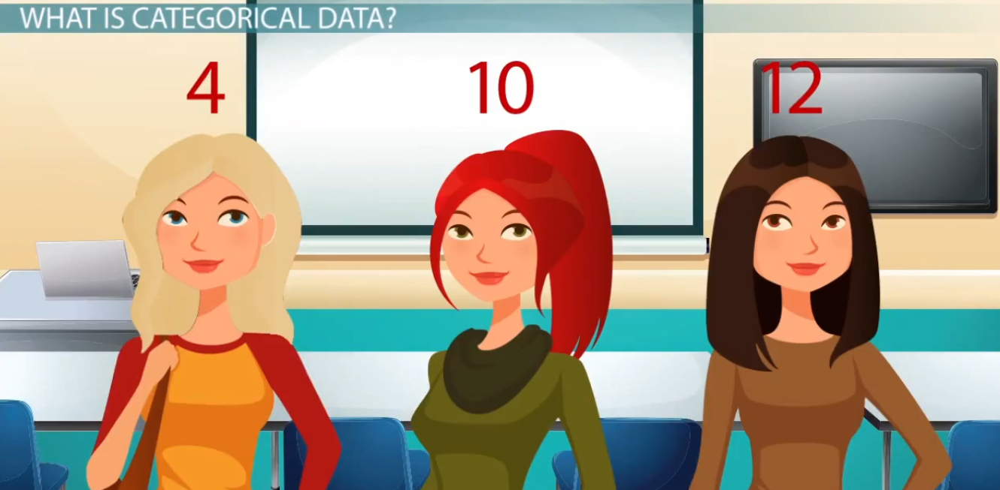 WHAT IS CATEGORICAL DATA?
4 10 12